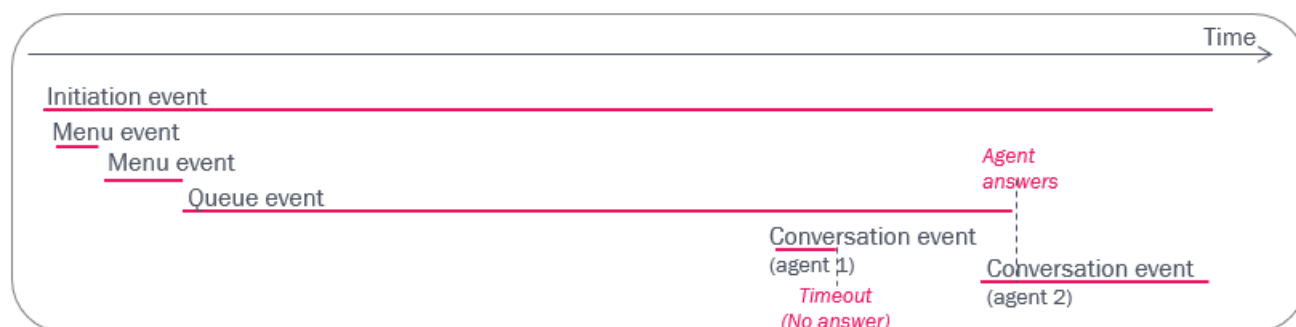 Time
Initiation event
Menu event
Menu event
Queue event
Agent
answers
Conversation event
(agent 1)
Timeout
(No answer)
Conversation event
(agent 2)